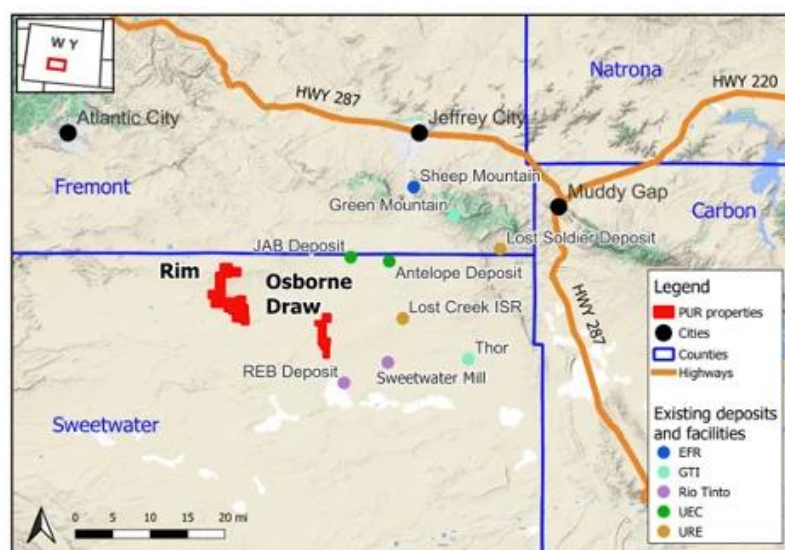 W Y
Natrona
HWY 220
HWY 287
Atlantic City
Jeffrey City
Sheep Mountain
Fremont
Green Mountain
Muddy Gap
Carbon
Lost Soldier Deposit
JAB Deposit
Antelope Deposit
Rim
Osborne
Draw
Lost Creek ISR
HWY 287
Thor
REB Deposit
Sweetwater Mill
Sweetwater
Legend
PUR properties
Cities
Counties
Highways
Existing deposits
and facilities
EFR
GTI
Rio Tinto
UEC
URE
0 5 10 15 20 mi